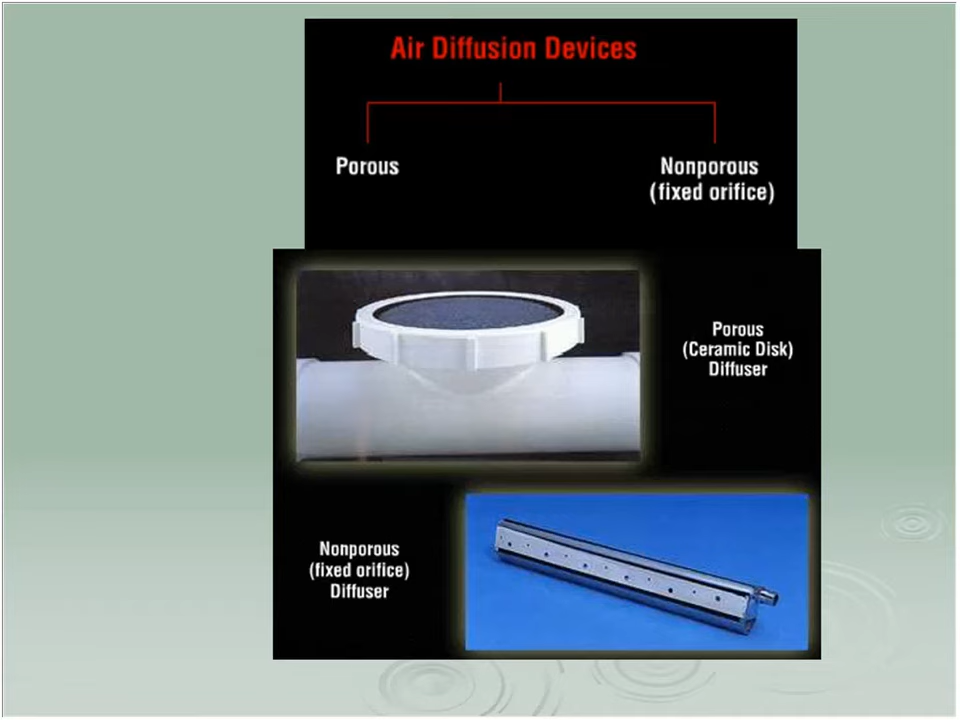 Air Diffusion Devices
Porous
Nonporous
(fixed orifice)
Porous
(Ceramic Disk)
Diffuser
Nonporous
(fixed orifice)
Diffuser